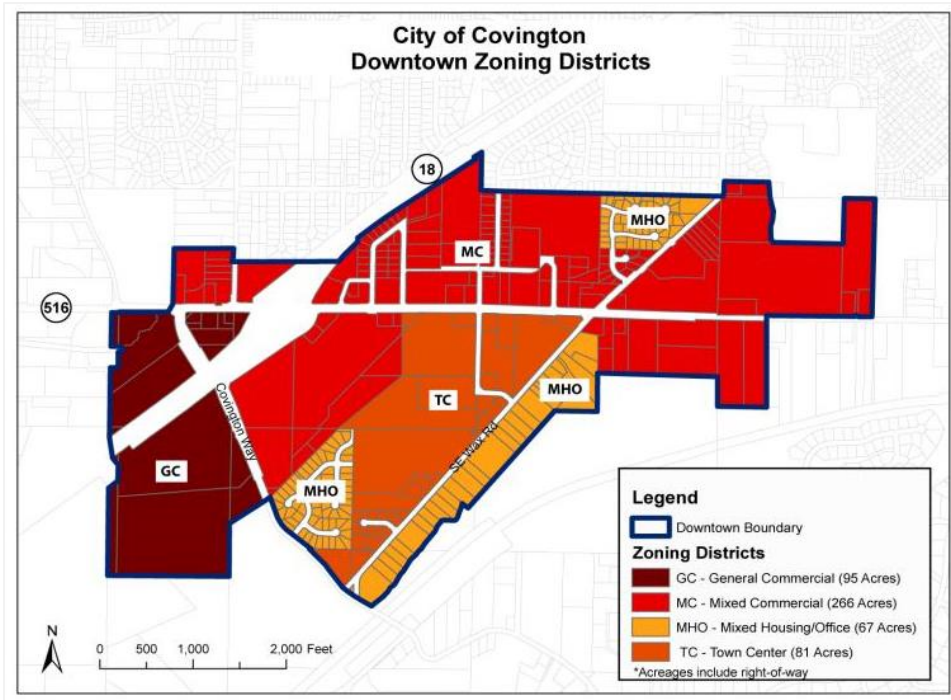 City of Covington
Downtown Zoning Districts
18
MHO
MC
516
MHO
TC
Covington Way
SE Wax Rd
GC
MHO
Legend
Downtown Boundary
Zoning Districts
GC - General Commercial (95 Acres)
MC - Mixed Commercial (266 Acres)
MHO - Mixed Housing/Office (67 Acres)
TC - Town Center (81 Acres)
*Acreages include right-of-way
N
0 500 1,000 2,000 Feet